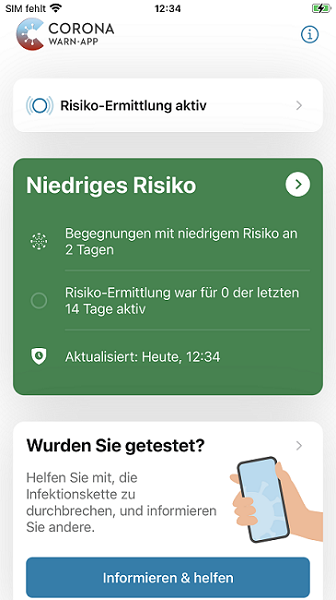 SIM fehlt 12:34
CORONA
WARN-APP
Risiko-Ermittlung aktiv
Niedriges Risiko
Begegnungen mit niedrigem Risiko an
2 Tagen
Risiko-Ermittlung war für 0 der letzten
14 Tage aktiv
Aktualisiert: Heute, 12:34
Wurden Sie getestet?
Helfen Sie mit, die
Infektionskette zu
durchbrechen, und informieren
Sie andere.
Informieren & helfen